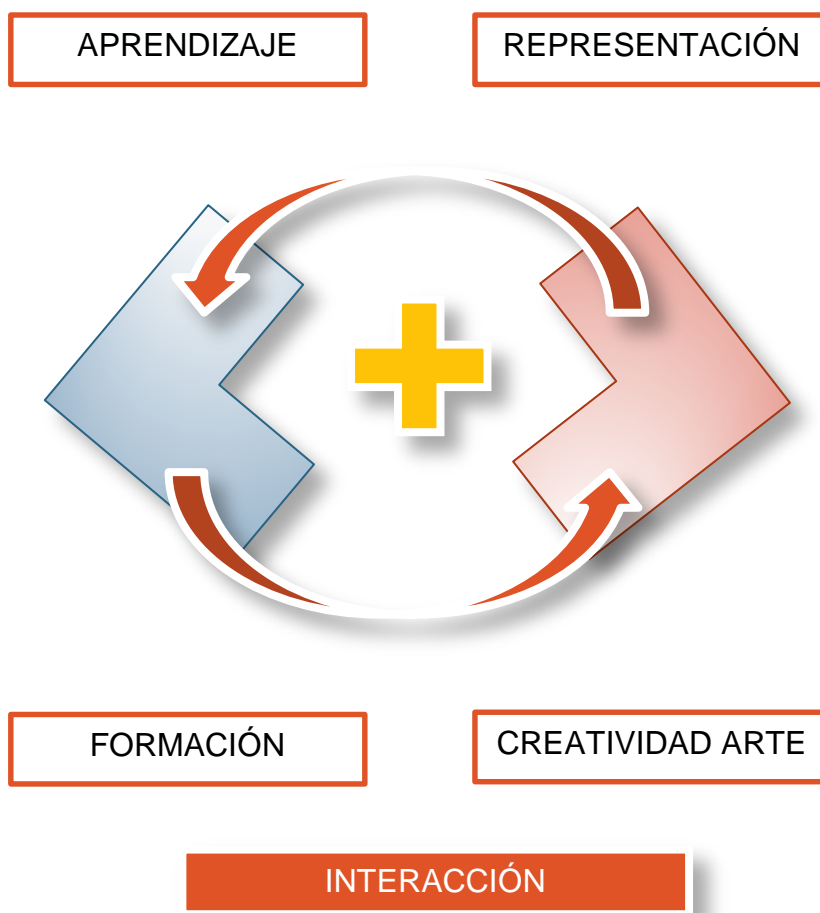 APRENDIZAJE
REPRESENTACIÓN
FORMACIÓN
CREATIVIDAD ARTE
INTERACCIÓN